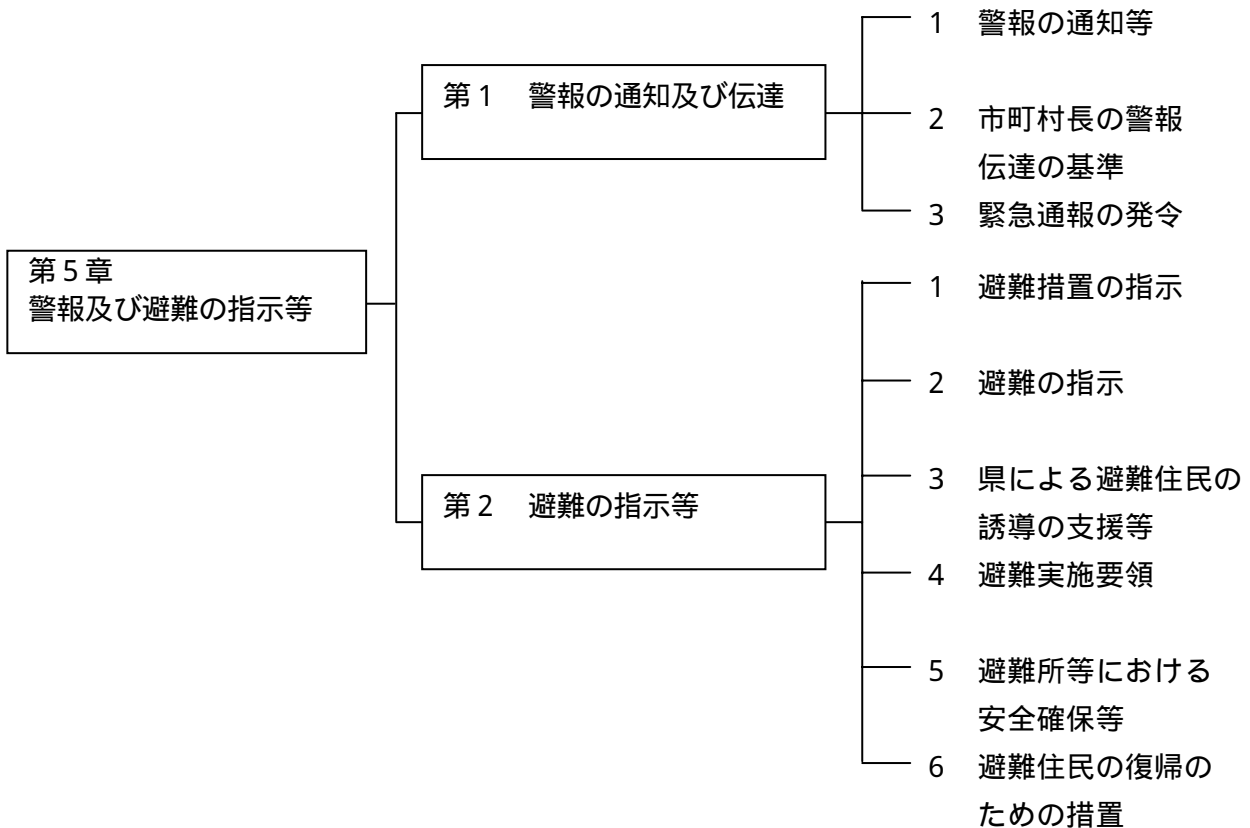 第5章
警報及び避難の指示等
第1 警報の通知及び伝達
1 警報の通知等
2 市町村長の警報
伝達の基準
3 緊急通報の発令
第2 避難の指示等
1 避難措置の指示
2 避難の指示
3 県による避難住民の
誘導の支援等
4 避難実施要領
5 避難所等における
安全確保等
6 避難住民の復帰の
ための措置